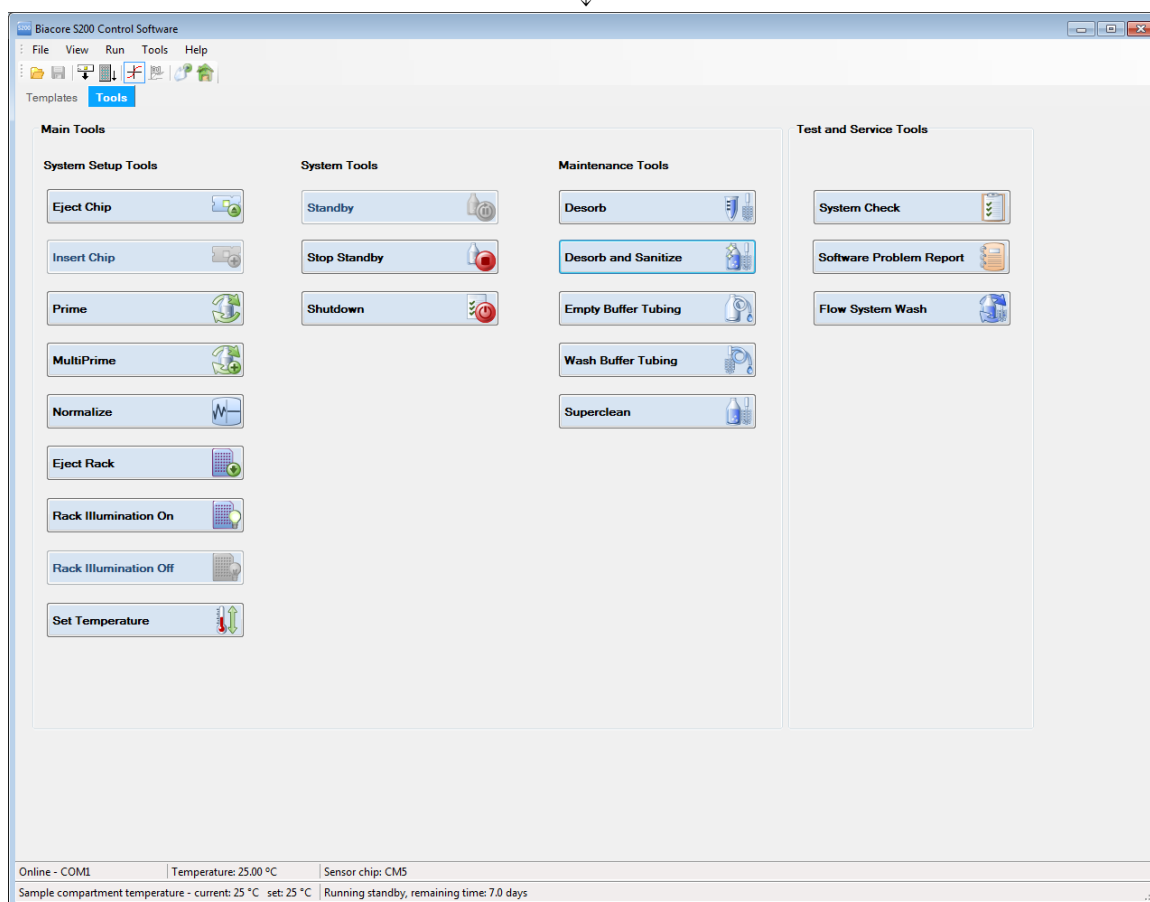 Biacore S200 Control Software
File View Run Tools Help
Templates Tools
Main Tools
System Setup Tools
Eject Chip
Insert Chip
Prime
MultiPrime
Normalize
Eject Rack
Rack Illumination On
Rack Illumination Off
Set Temperature
System Tools
Standby
Stop Standby
Shutdown
Maintenance Tools
Desorb
Desorb and Sanitize
Empty Buffer Tubing
Wash Buffer Tubing
Superclean
Test and Service Tools
System Check
Software Problem Report
Flow System Wash
Online - COM1 Temperature: 25.00 °C Sensor chip: CM5
Sample compartment temperature - current: 25 °C set: 25 °C Running standby, remaining time: 7.0 days